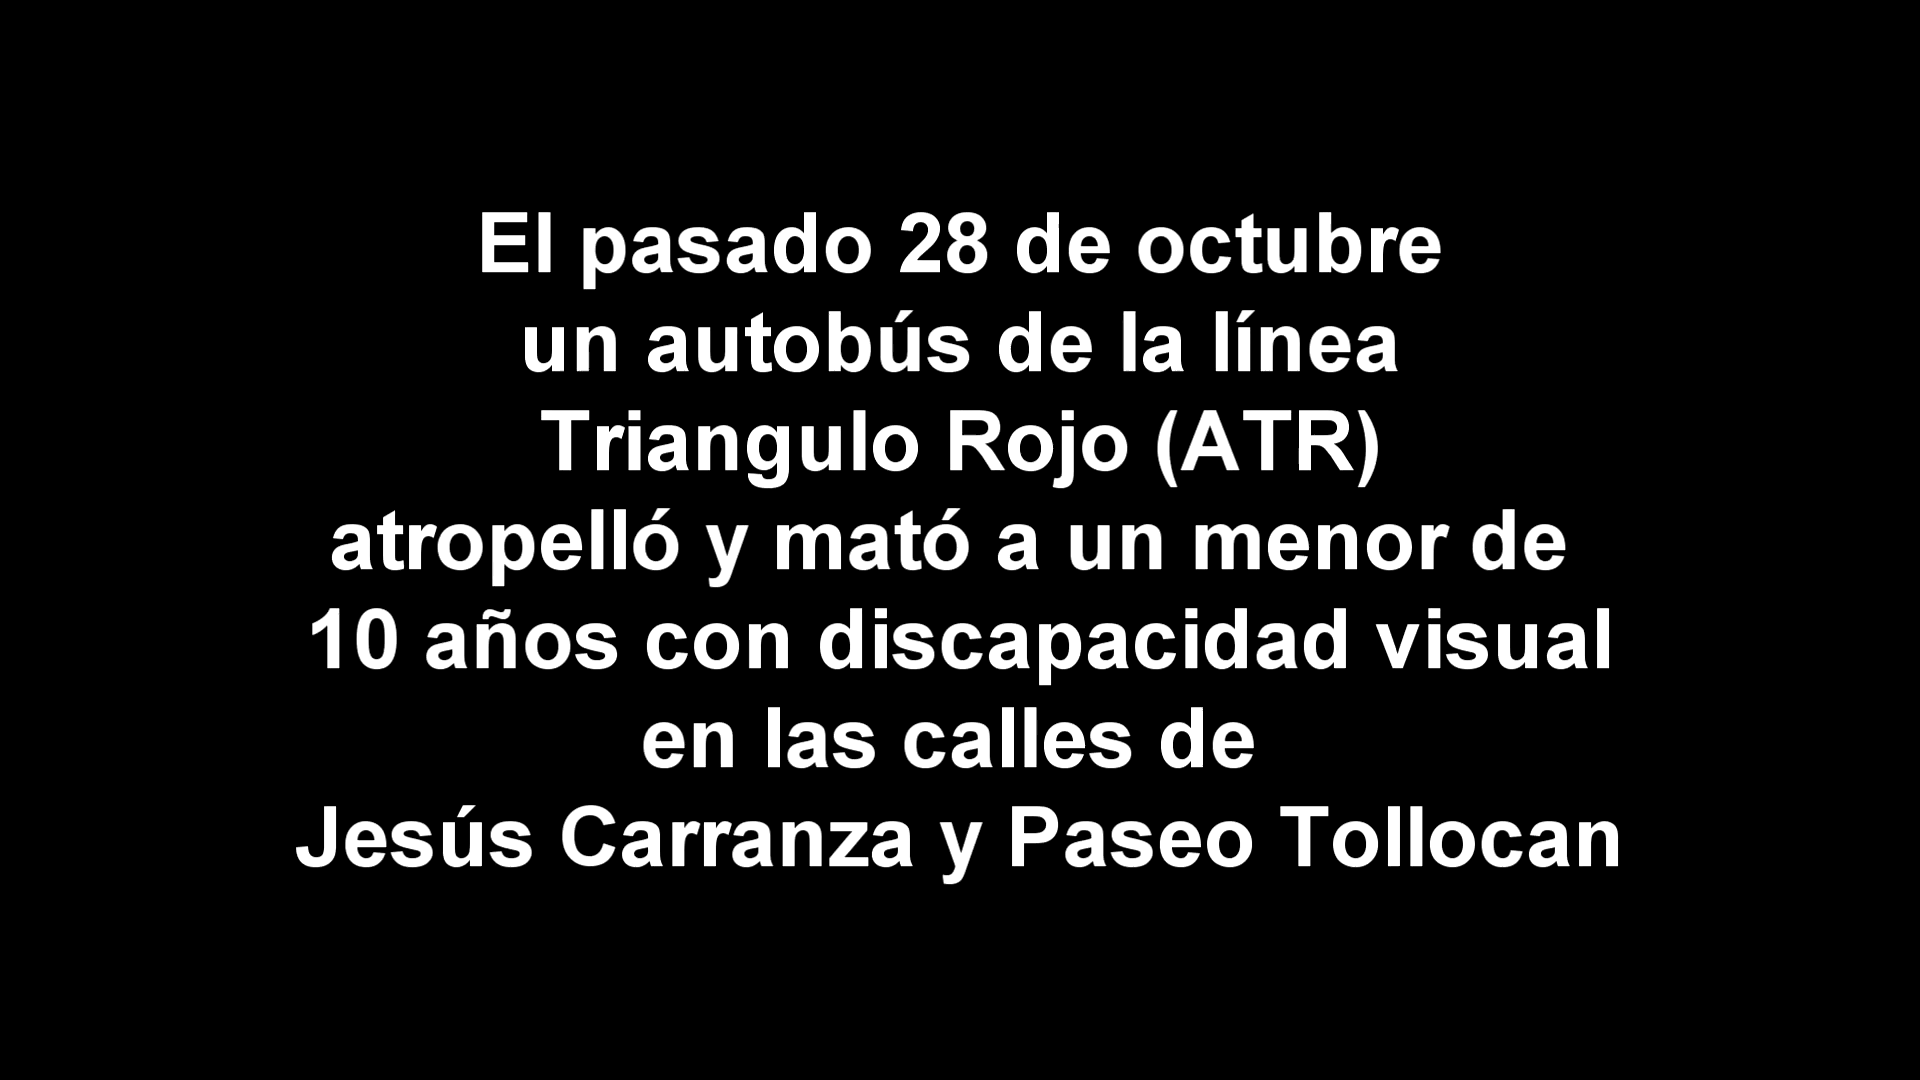 El pasado 28 de octubre
un autobús de la línea
Triangulo Rojo (ATR)
atropelló y mató a un menor de
10 años con discapacidad visual
en las calles de
Jesús Carranza y Paseo Tollocan